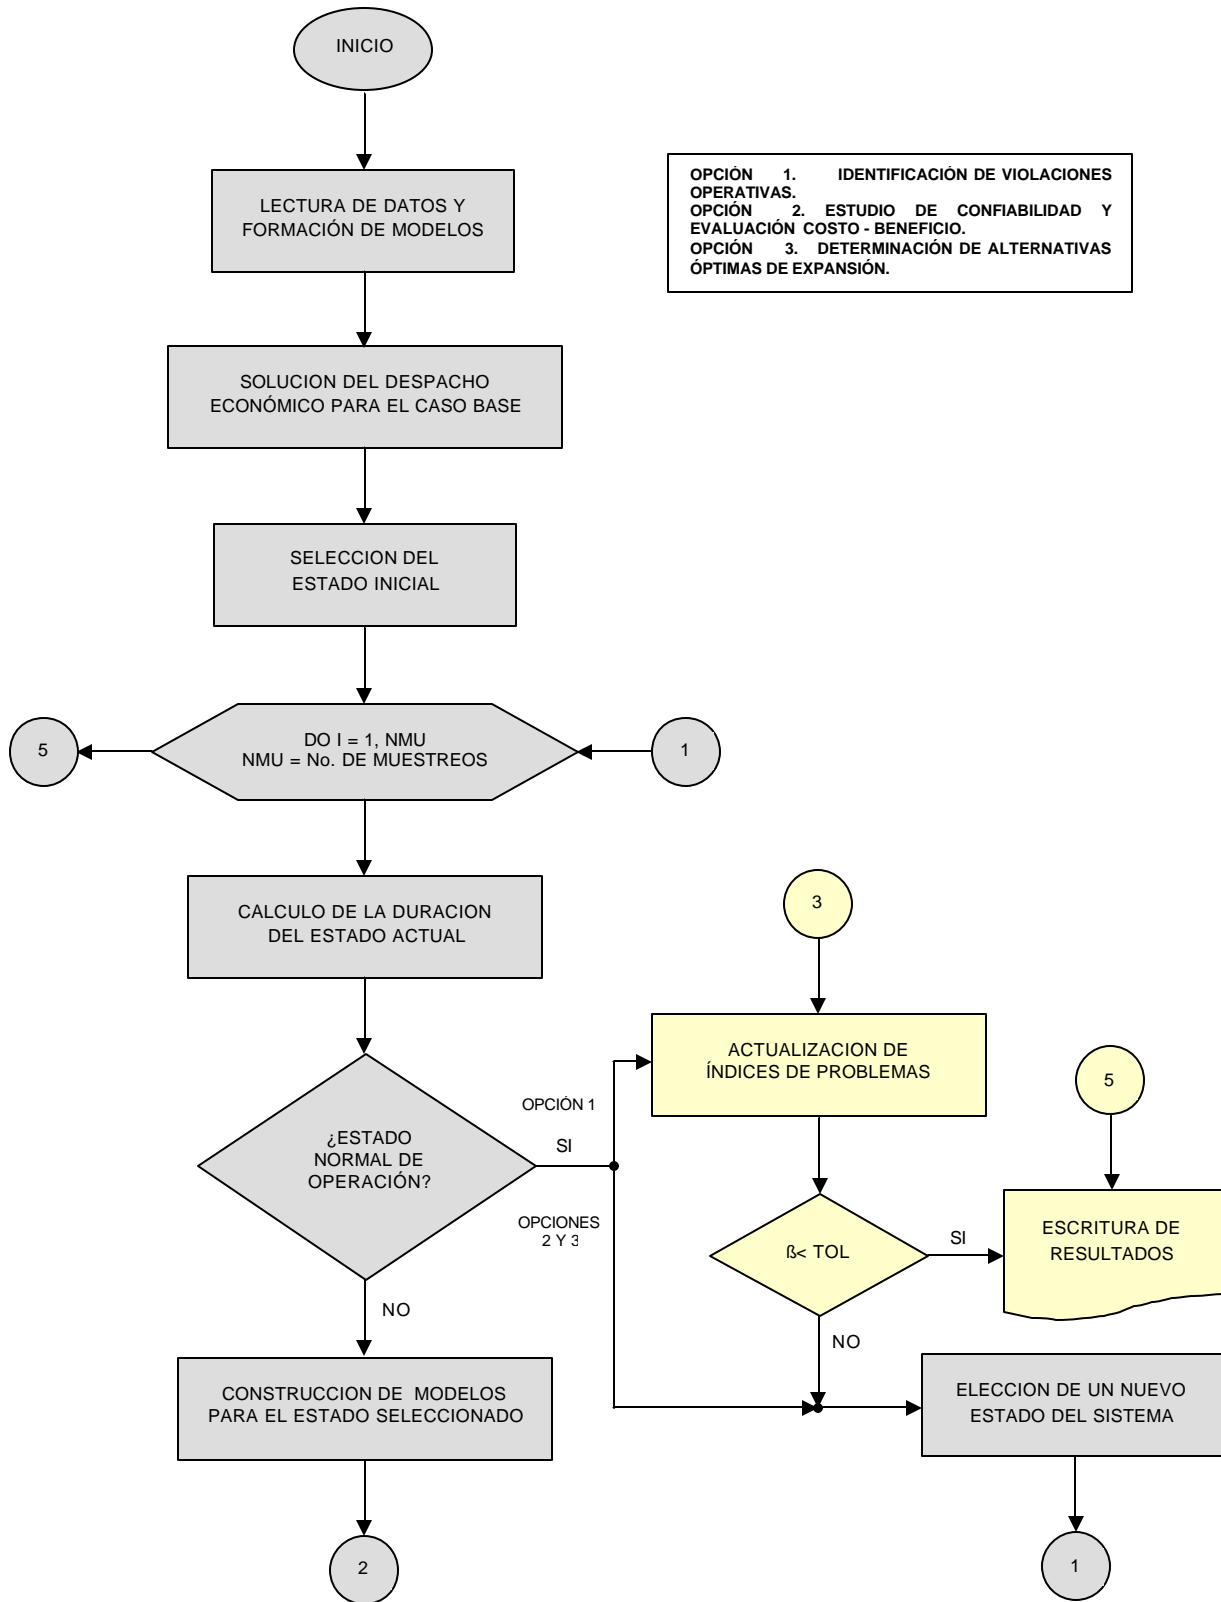 INICIO
LECTURA DE DATOS Y
FORMACIÓN DE MODELOS
OPCIÓN 1. IDENTIFICACIÓN DE VIOLACIONES
OPERATIVAS.
OPCIÓN 2. ESTUDIO DE CONFIABILIDAD Y
EVALUACIÓN COSTO - BENEFICIO.
OPCIÓN 3. DETERMINACIÓN DE ALTERNATIVAS
ÓPTIMAS DE EXPANSIÓN.
SOLUCION DEL DESPACHO
ECONÓMICO PARA EL CASO BASE
SELECCION DEL
ESTADO INICIAL
5
DO I = 1, NMU
NMU = No. DE MUESTREOS
1
CALCULO DE LA DURACION
DEL ESTADO ACTUAL
3
ACTUALIZACION DE
ÍNDICES DE PROBLEMAS
5
OPCIÓN 1
¿ESTADO
NORMAL DE
OPERACIÓN?
SI
OPCIONES
2 Y 3
ß< TOL
SI
ESCRITURA DE
RESULTADOS
NO
NO
CONSTRUCCION DE MODELOS
PARA EL ESTADO SELECCIONADO
ELECCION DE UN NUEVO
ESTADO DEL SISTEMA
2
1